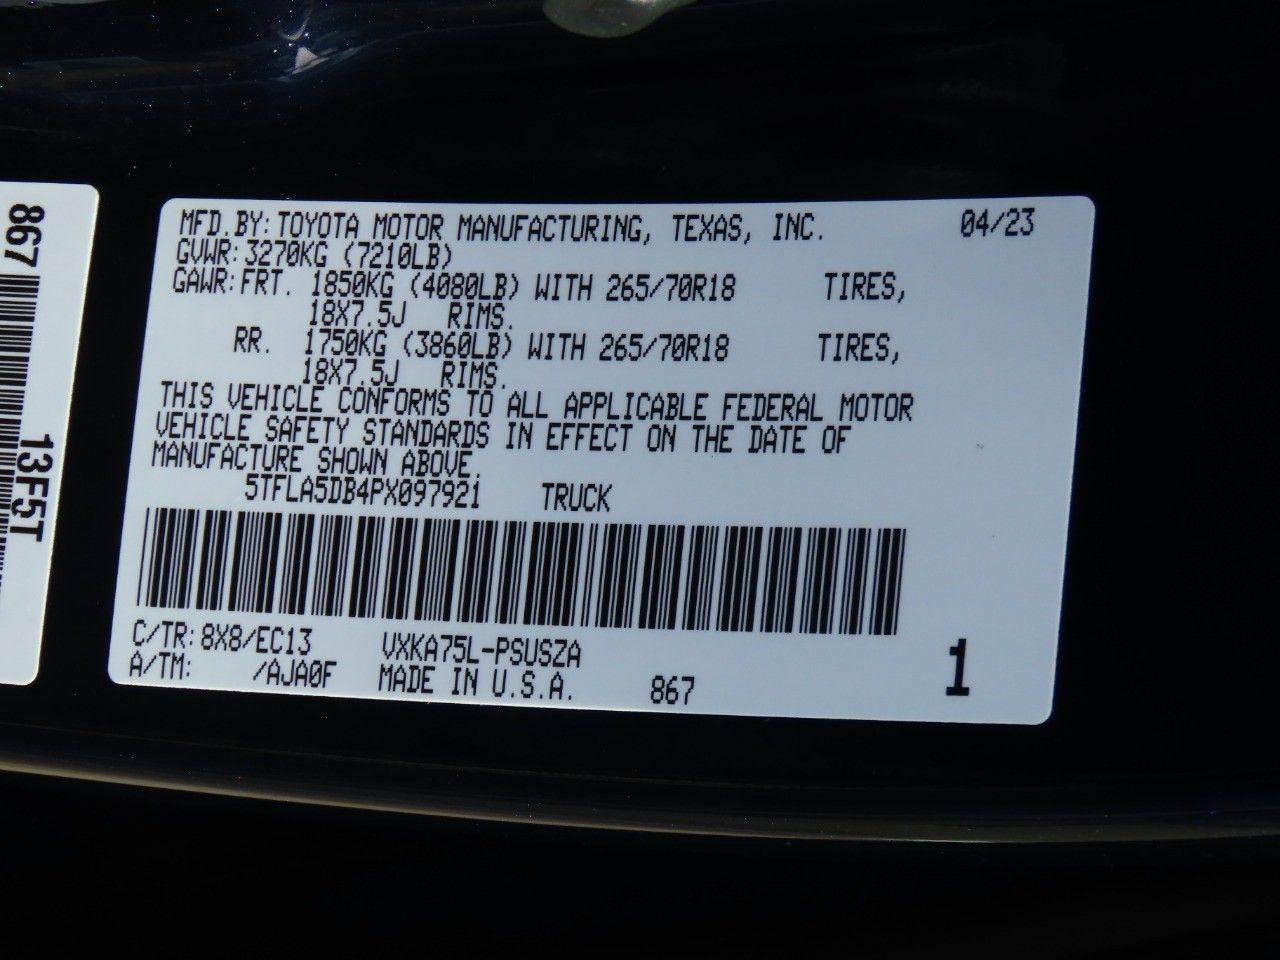 867
13F5T
MFD.BY: TOYOTA MOTOR MANUFACTURING, TEXAS, INC. 04/23
GVWR: 3270KG (7210LB)
GAWR: FRT. 1850KG (4080LB) WITH 265/70R18 TIRES,
18X7.5J RIMS.
RR. 1750KG (3860LB) WITH 265/70R18 TIRES,
18X7.5J RIMS.
THIS VEHICLE CONFORMS TO ALL APPLICABLE FEDERAL MOTOR
VEHICLE SAFETY STANDARDS IN EFFECT ON THE DATE OF
MANUFACTURE SHOWN ABOVE.
5TFLA5DB4PX097921 TRUCK
C/TR: 8X8/EC13 VXKA75L-PSUSZA
A/TM: /AJA0F MADE IN U.S.A. 867 1